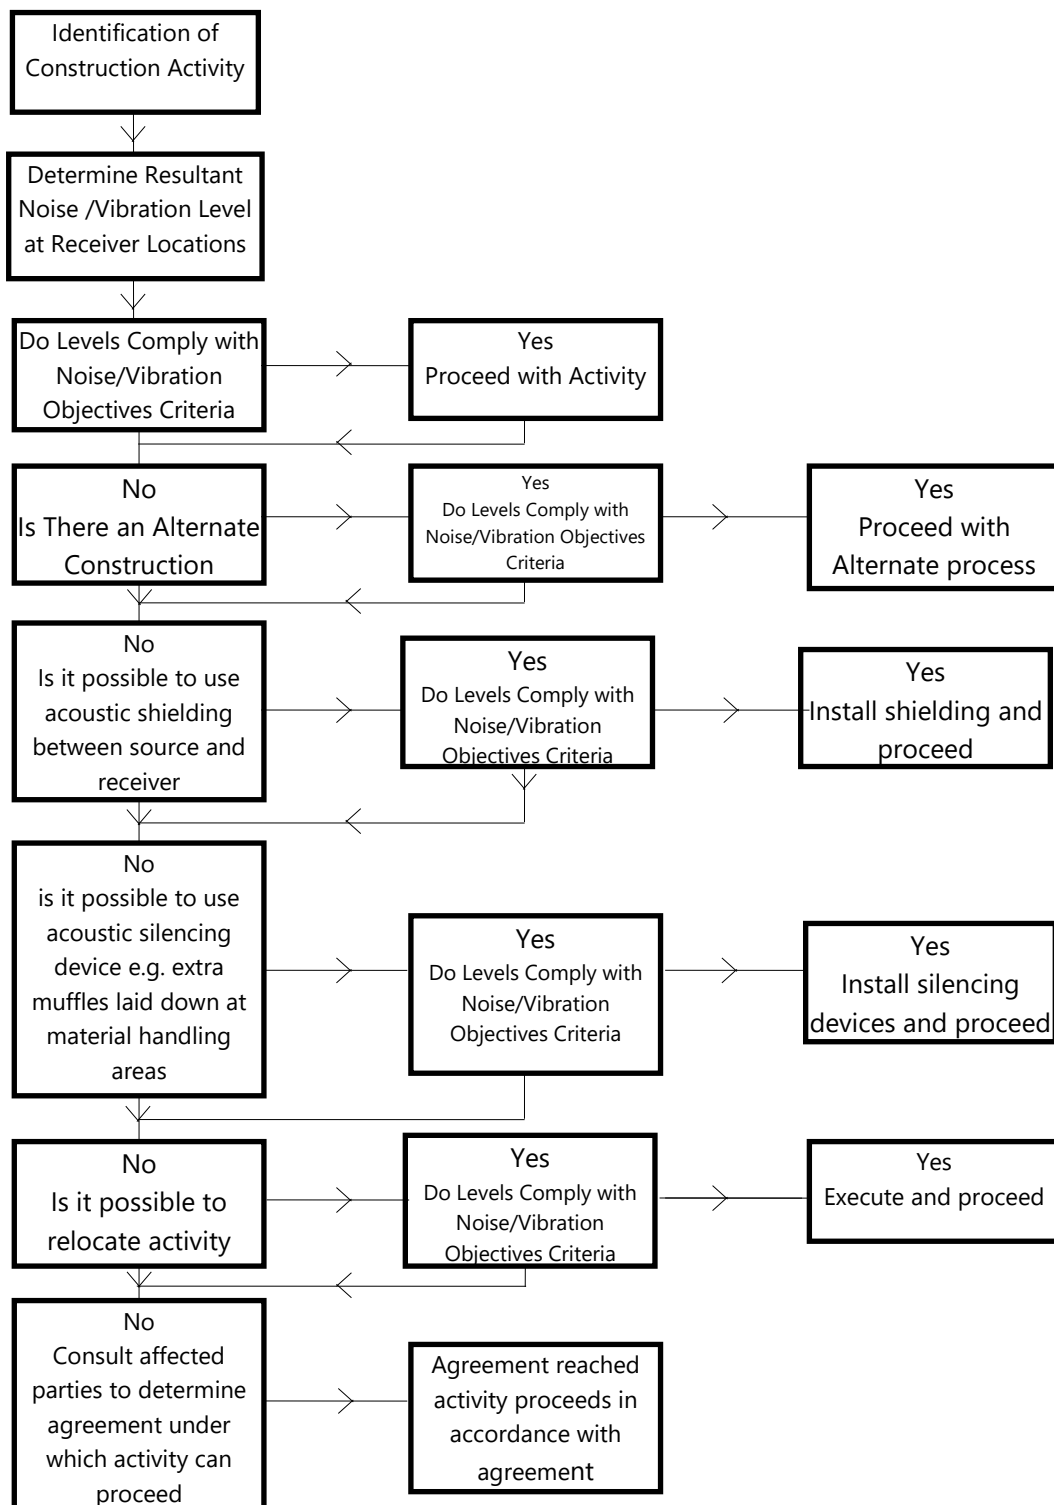 Identification of
Construction Activity
Determine Resultant
Noise /Vibration Level
at Receiver Locations
Do Levels Comply with
Noise/Vibration
Objectives Criteria
Yes
Proceed with Activity
No
Is There an Alternate
Construction
Yes
Do Levels Comply with
Noise/Vibration Objectives
Criteria
Yes
Proceed with
Alternate process
No
Is it possible to use
acoustic shielding
between source and
receiver
Yes
Do Levels Comply with
Noise/Vibration
Objectives Criteria
Yes
Install shielding and
proceed
No
is it possible to use
acoustic silencing
device e.g. extra
muffles laid down at
material handling
areas
Yes
Do Levels Comply with
Noise/Vibration
Objectives Criteria
Yes
Install silencing
devices and proceed
No
Is it possible to
relocate activity
Yes
Do Levels Comply with
Noise/Vibration
Objectives Criteria
Yes
Execute and proceed
No
Consult affected
parties to determine
agreement under
which activity can
proceed
Agreement reached
activity proceeds in
accordance with
agreement